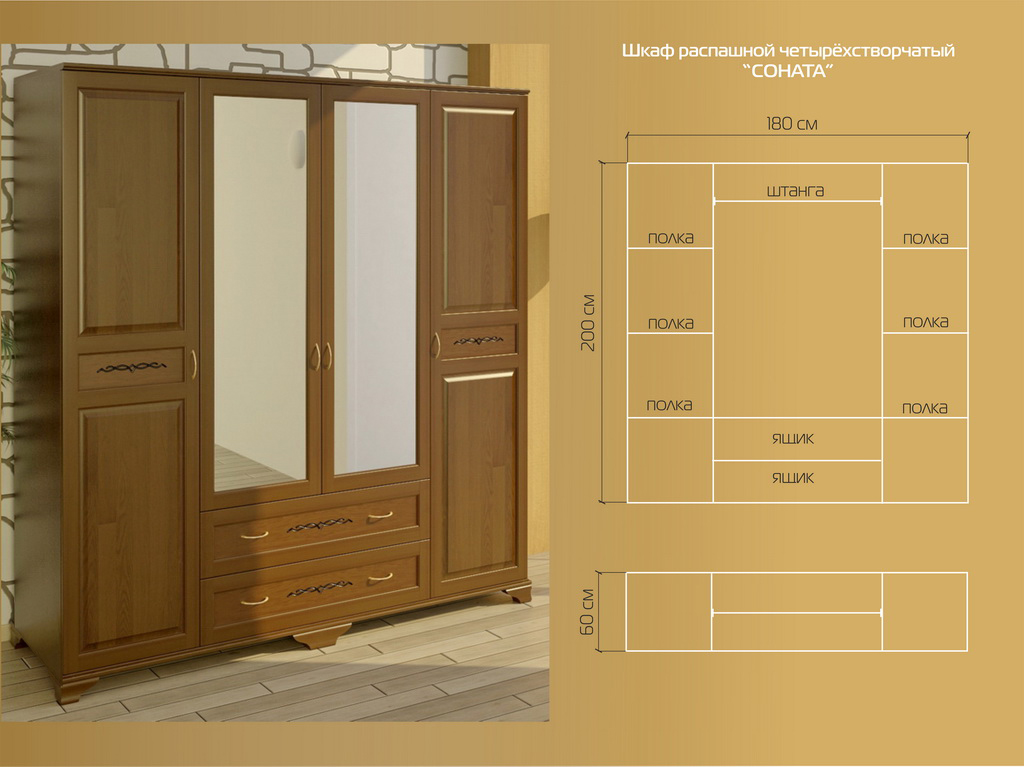 Шкаф распашной четырёхстворчатый
“СОНАТА”
180 см
штанга
полка
полка
200 см
полка
полка
полка
полка
ящик
ящик
60 см